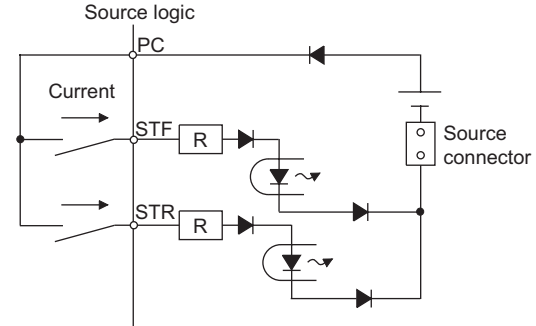 Source logic
PC
Current
STF
R
Source
connector
STR
R